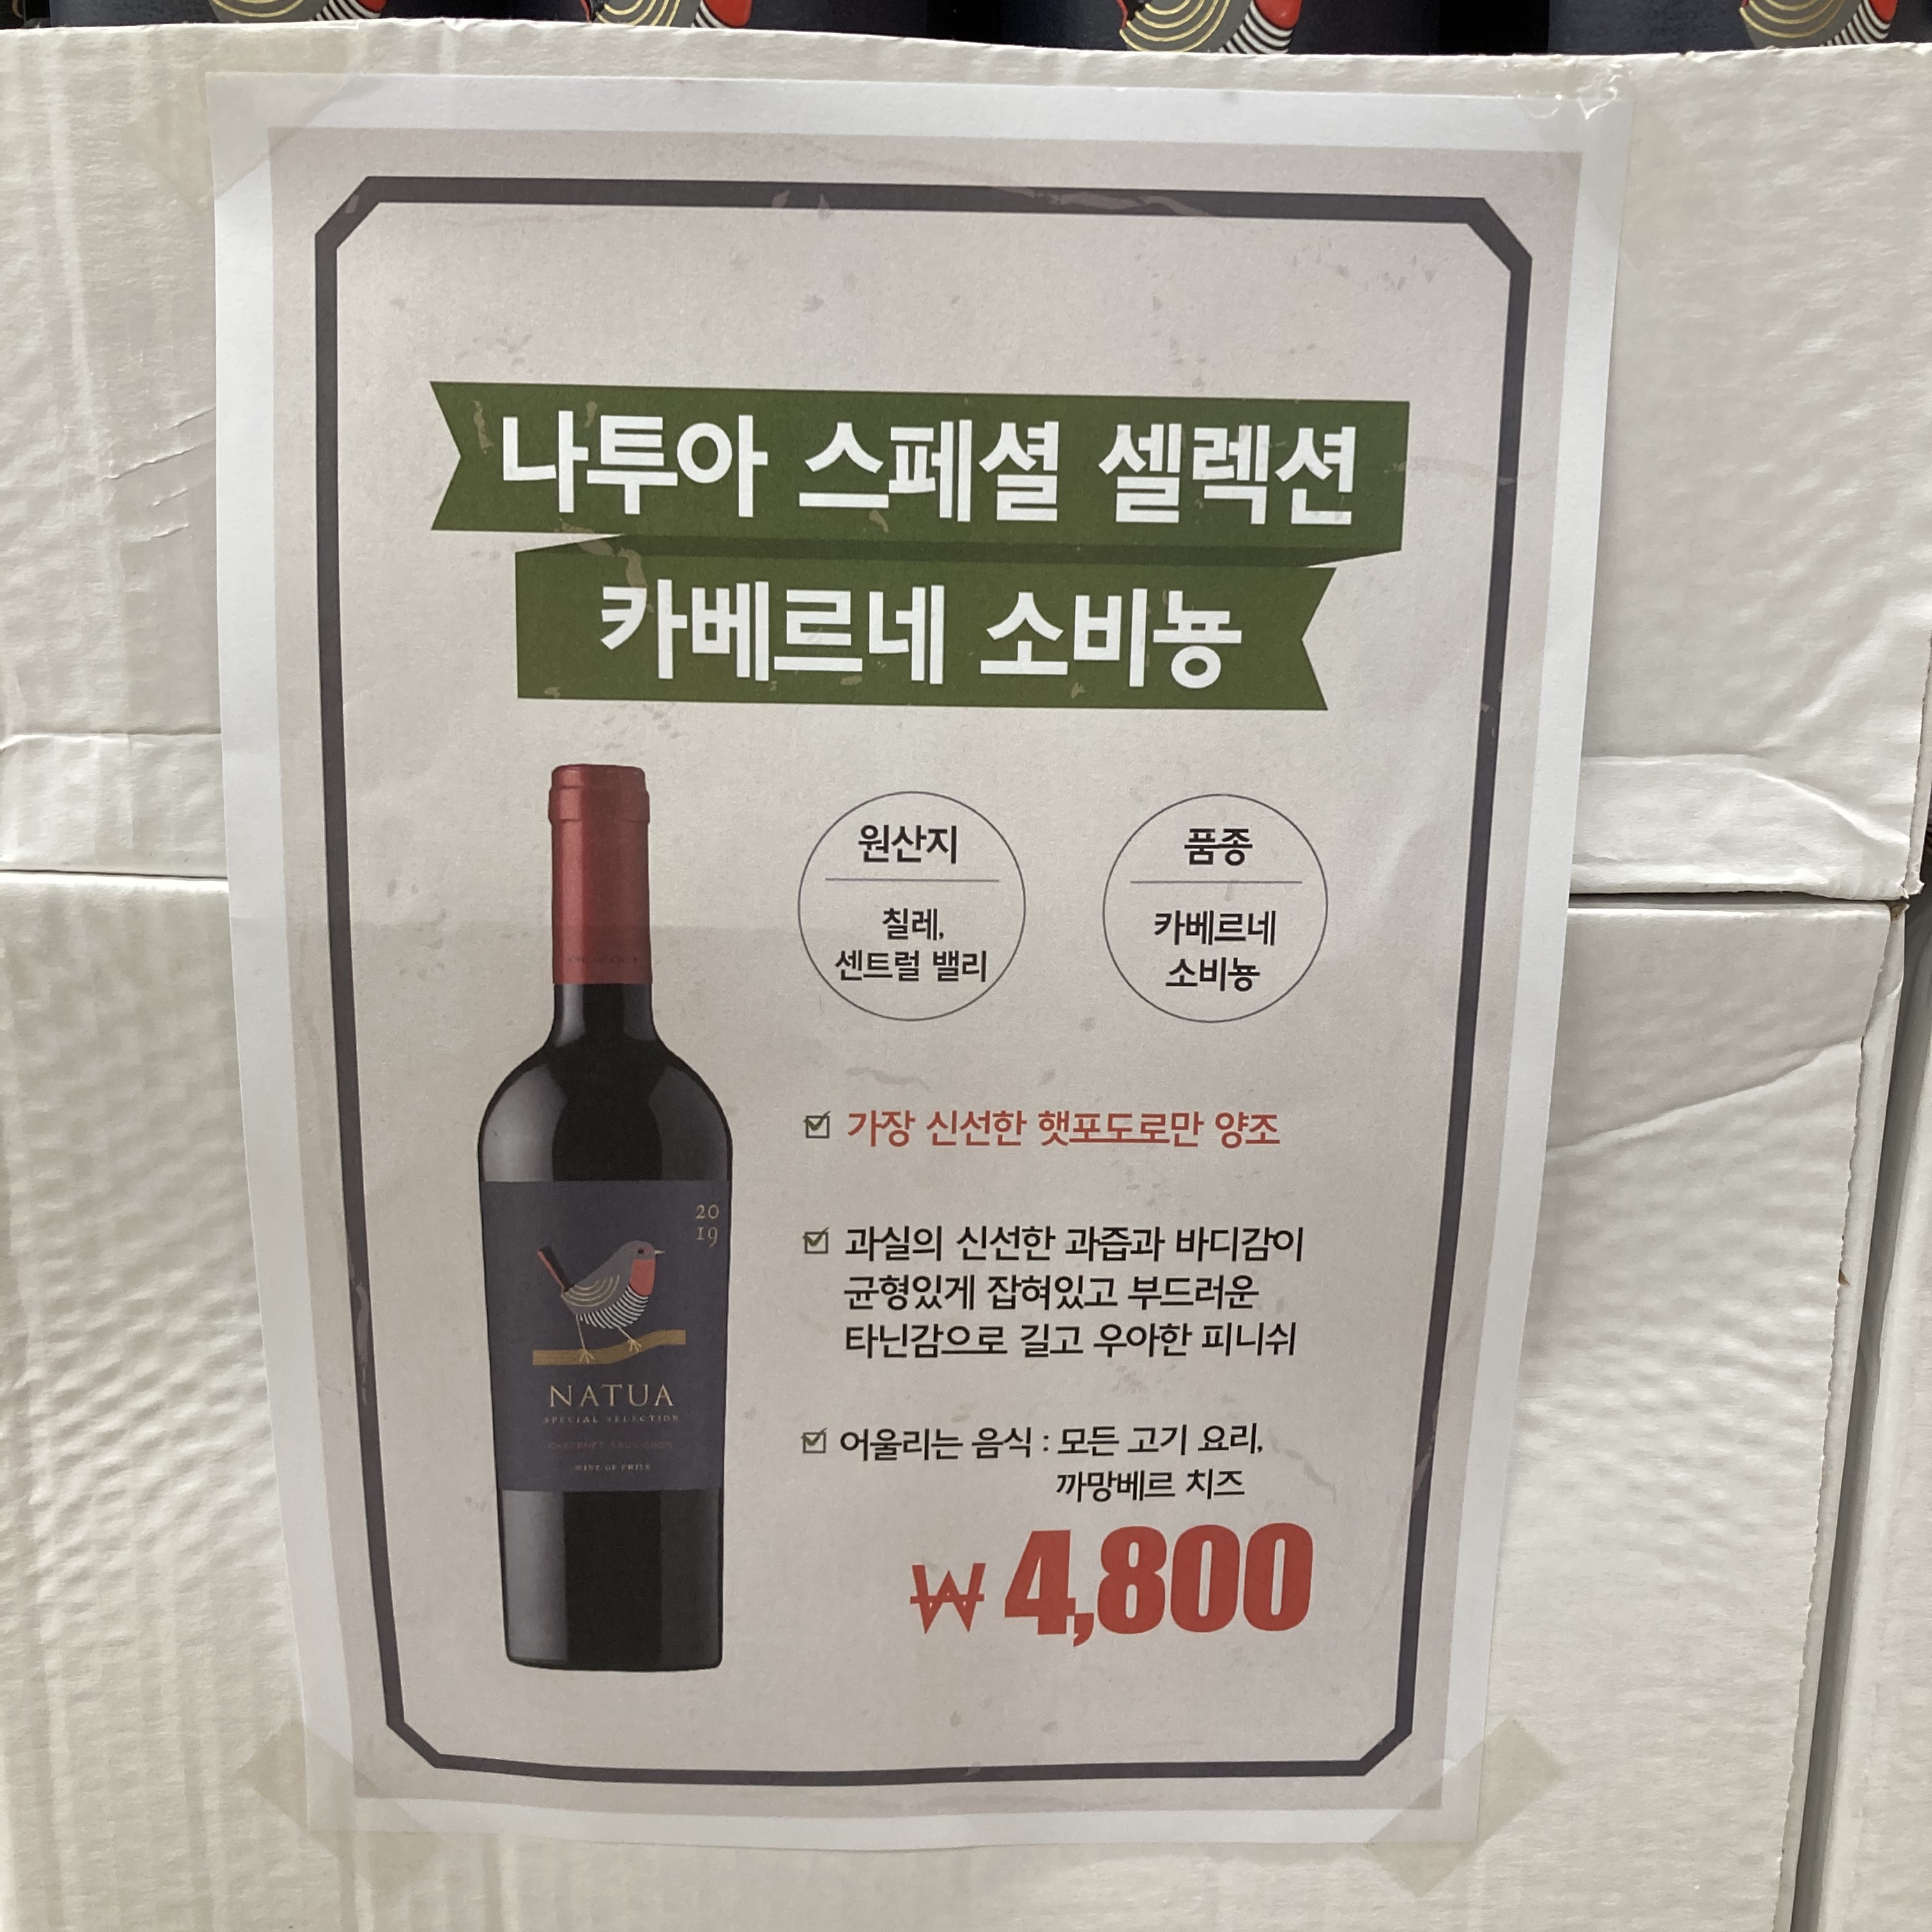 나투아 스페셜 셀렉션
카베르네 소비뇽
원산지
칠레,
센트럴 밸리
품종
카베르네
소비뇽
가장 신선한 햇포도로만 양조
과실의 신선한 과즙과 바디감이
균형있게 잡혀있고 부드러운
타닌감으로 길고 우아한 피니쉬
어울리는 음식 : 모든 고기 요리,
까망베르 치즈
₩ 4,800
20
19
NATUA
SPECIAL SELECTION
CABERNET SAUVIGNON
WINE OF CHILE